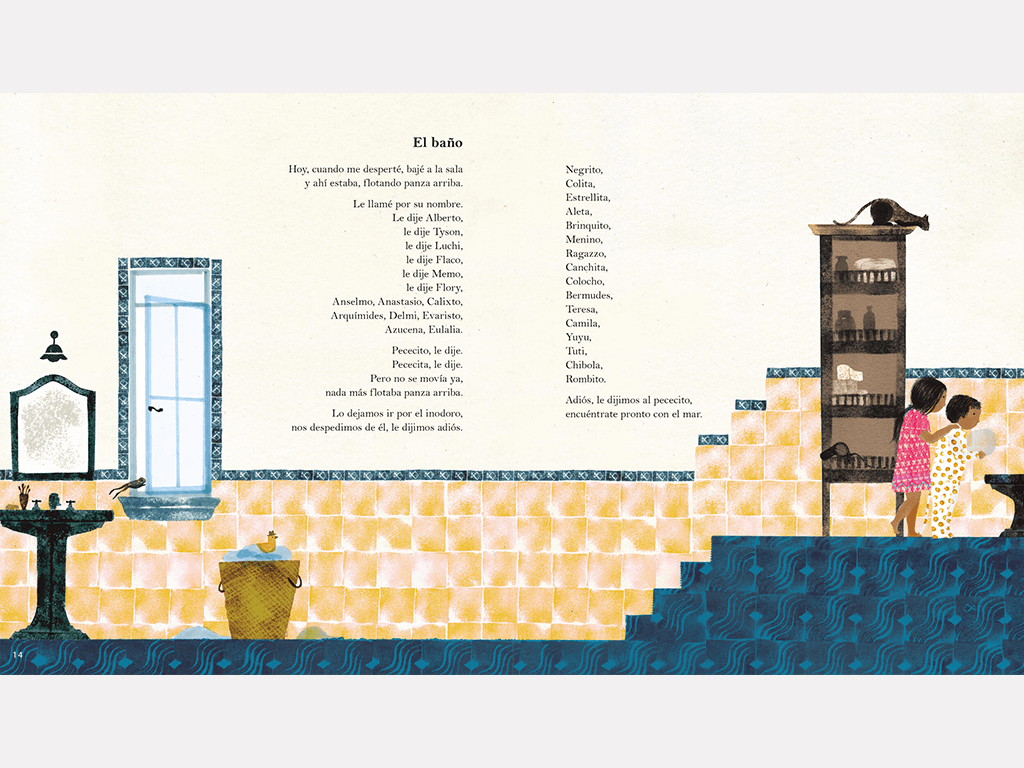 El baño
Hoy, cuando me desperté, bajé a la sala
y ahí estaba, flotando panza arriba.
Le llamé por su nombre.
Le dije Alberto,
le dije Tyson,
le dije Luchi,
le dije Flaco,
le dije Memo,
le dije Flory,
Anselmo, Anastasio, Calixto,
Arquímides, Delmi, Evaristo,
Azucena, Eulalia.
Pececito, le dije.
Pececita, le dije.
Pero no se movía ya,
nada más flotaba panza arriba.
Lo dejamos ir por el inodoro,
nos despedimos de él, le dijimos adiós.
Negrito,
Colita,
Estrellita,
Aleta,
Brinquito,
Menino,
Ragazzo,
Canchita,
Colocho,
Bermudes,
Teresa,
Camila,
Yuyu,
Tuti,
Chibola,
Rombito.
Adiós, le dijimos al pececito,
encuéntrate pronto con el mar.
14